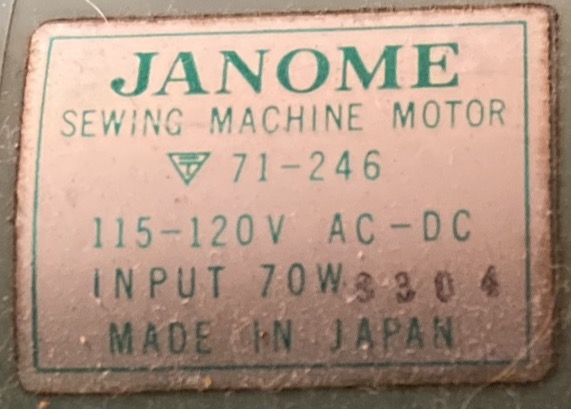 JANOME
SEWING MACHINE MOTOR
71-246
115-120V AC-DC
INPUT 70W 3304
MADE IN JAPAN